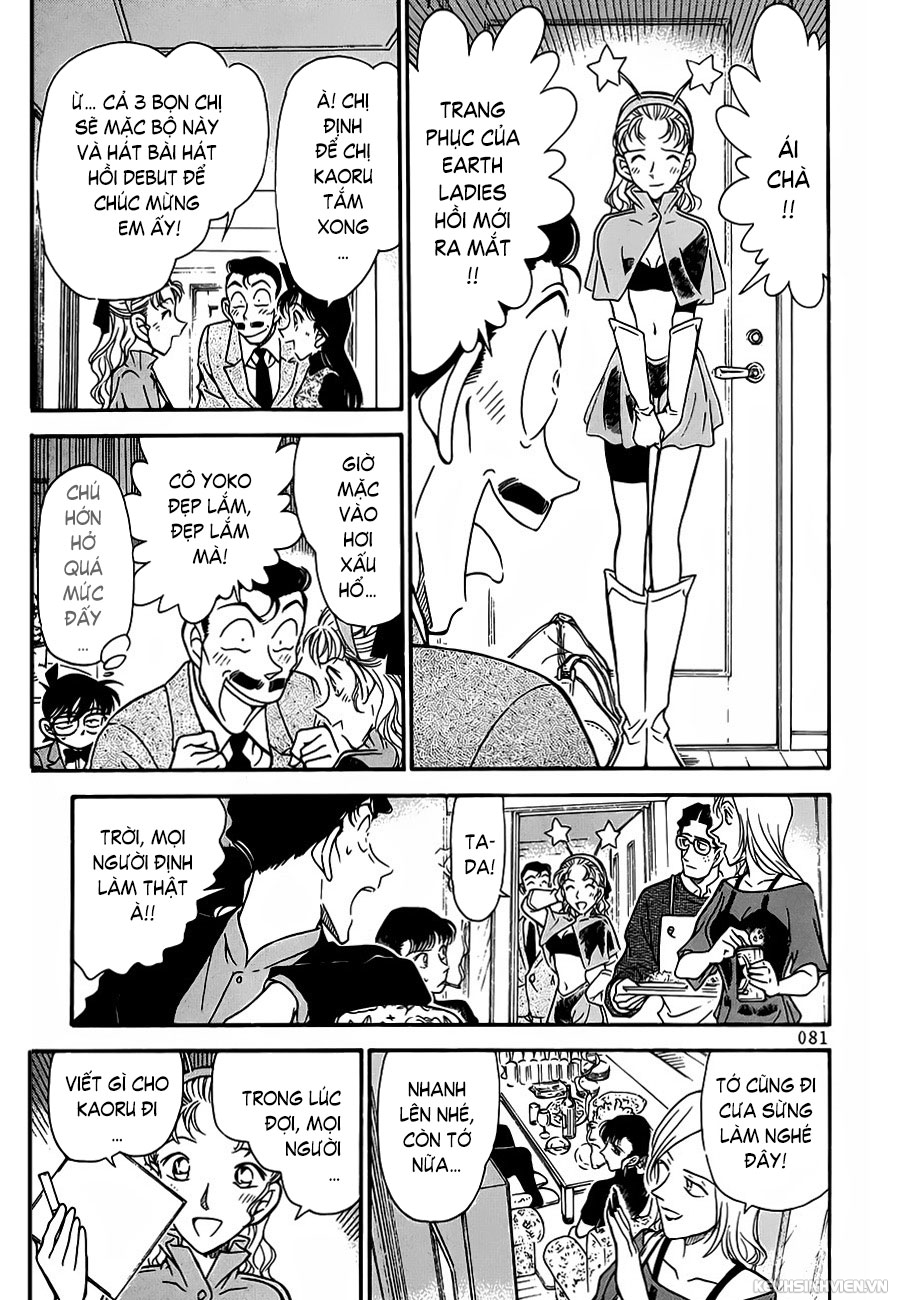 ÁI
CHÀ
!!
TRANG
PHỤC CỦA
EARTH
LADIES
HỒI MỚI
RA MẮT
!!
À! CHỊ
ĐỊNH
ĐỂ CHỊ
KAORU
TẮM
XONG
...
Ừ... CẢ 3 BỌN CHỊ
SẼ MẶC BỘ NÀY
VÀ HÁT BÀI HÁT
HỒI DEBUT ĐỂ
CHÚC MỪNG
EM ẤY!
GIỜ
MẶC
VÀO
HƠI
XẤU
HỔ...
CÔ YOKO
ĐẸP LẮM,
ĐẸP LẮM
MÀ!
CHÚ
HỚN
HỞ
QUÁ
MỨC
ĐẤY
...
TA-
DA!
TRỜI, MỌI
NGƯỜI ĐỊNH
LÀM THẬT
À!!
081
TỚ CŨNG ĐI
CƯA SỪNG
LÀM NGHÉ
ĐÂY!
NHANH
LÊN NHÉ,
CÒN TỚ
NỮA...
TRONG LÚC
ĐỢI, MỌI
NGƯỜI
...
VIẾT GÌ CHO
KAORU ĐI
...
KEVHSIKHVIEN.VN